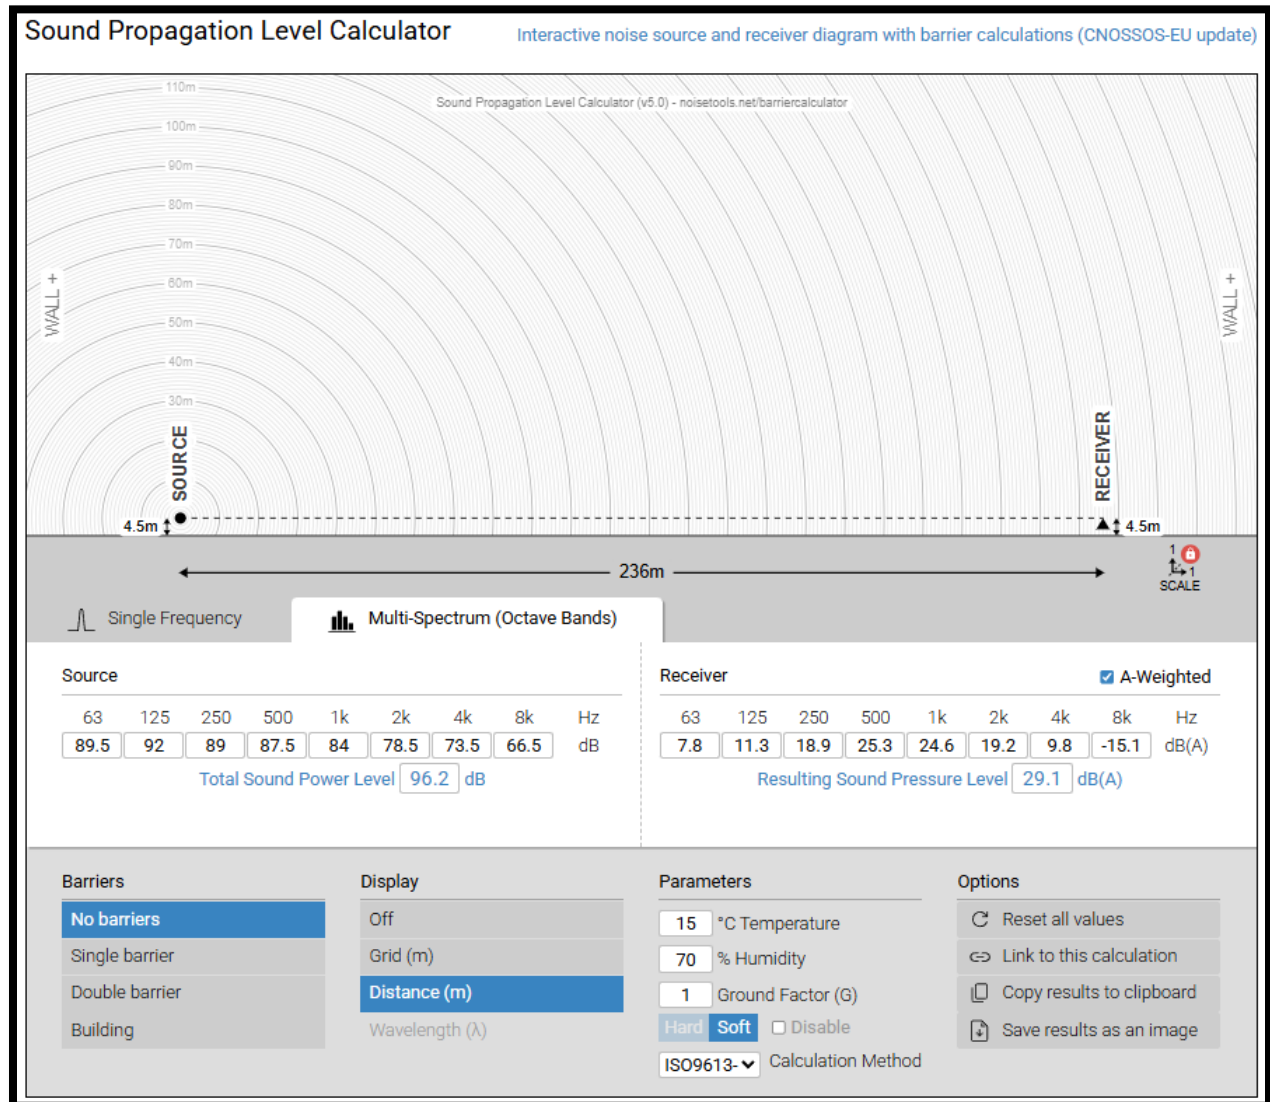 Sound Propagation Level Calculator
Interactive noise source and receiver diagram with barrier calculations (CNOSSOS-EU update)
Sound Propagation Level Calculator (v5.0) - noisetools.net/barriercalculator
110m
100m
90m
80m
70m
60m
50m
40m
30m
WALL +
WALL +
SOURCE
RECEIVER
4.5m
4.5m
236m
1
1
SCALE
Single Frequency
Multi-Spectrum (Octave Bands)
Source
63 125 250 500 1k 2k 4k 8k Hz
89.5 92 89 87.5 84 78.5 73.5 66.5 dB
Total Sound Power Level 96.2 dB
Receiver
A-Weighted
63 125 250 500 1k 2k 4k 8k Hz
7.8 11.3 18.9 25.3 24.6 19.2 9.8 -15.1 dB(A)
Resulting Sound Pressure Level 29.1 dB(A)
Barriers
No barriers
Single barrier
Double barrier
Building
Display
Off
Grid (m)
Distance (m)
Wavelength (λ)
Parameters
15 °C Temperature
70 % Humidity
1 Ground Factor (G)
Hard Soft Disable
ISO9613- Calculation Method
Options
Reset all values
Link to this calculation
Copy results to clipboard
Save results as an image